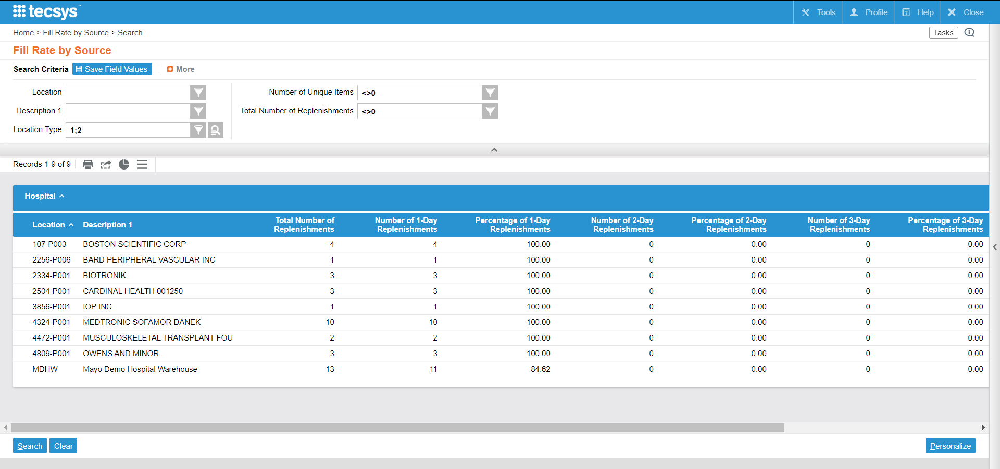 tecsys™
Tools Profile Help Close
Home > Fill Rate by Source > Search
Tasks
Fill Rate by Source
Search Criteria Save Field Values More
Location
Number of Unique Items <>0
Description 1
Total Number of Replenishments <>0
Location Type 1;2
Records 1-9 of 9
Hospital
Location Description 1 Total Number of Replenishments Number of 1-Day Replenishments Percentage of 1-Day Replenishments Number of 2-Day Replenishments Percentage of 2-Day Replenishments Number of 3-Day Replenishments Percentage of 3-Day Replenishments
107-P003 BOSTON SCIENTIFIC CORP 4 4 100.00 0 0.00 0 0.00
2256-P006 BARD PERIPHERAL VASCULAR INC 1 1 100.00 0 0.00 0 0.00
2334-P001 BIOTRONIK 3 3 100.00 0 0.00 0 0.00
2504-P001 CARDINAL HEALTH 001250 3 3 100.00 0 0.00 0 0.00
3856-P001 IOP INC 1 1 100.00 0 0.00 0 0.00
4324-P001 MEDTRONIC SOFAMOR DANEK 10 10 100.00 0 0.00 0 0.00
4472-P001 MUSCULOSKELETAL TRANSPLANT FOU 2 2 100.00 0 0.00 0 0.00
4809-P001 OWENS AND MINOR 3 3 100.00 0 0.00 0 0.00
MDHW Mayo Demo Hospital Warehouse 13 11 84.62 0 0.00 0 0.00
Search Clear Personalize